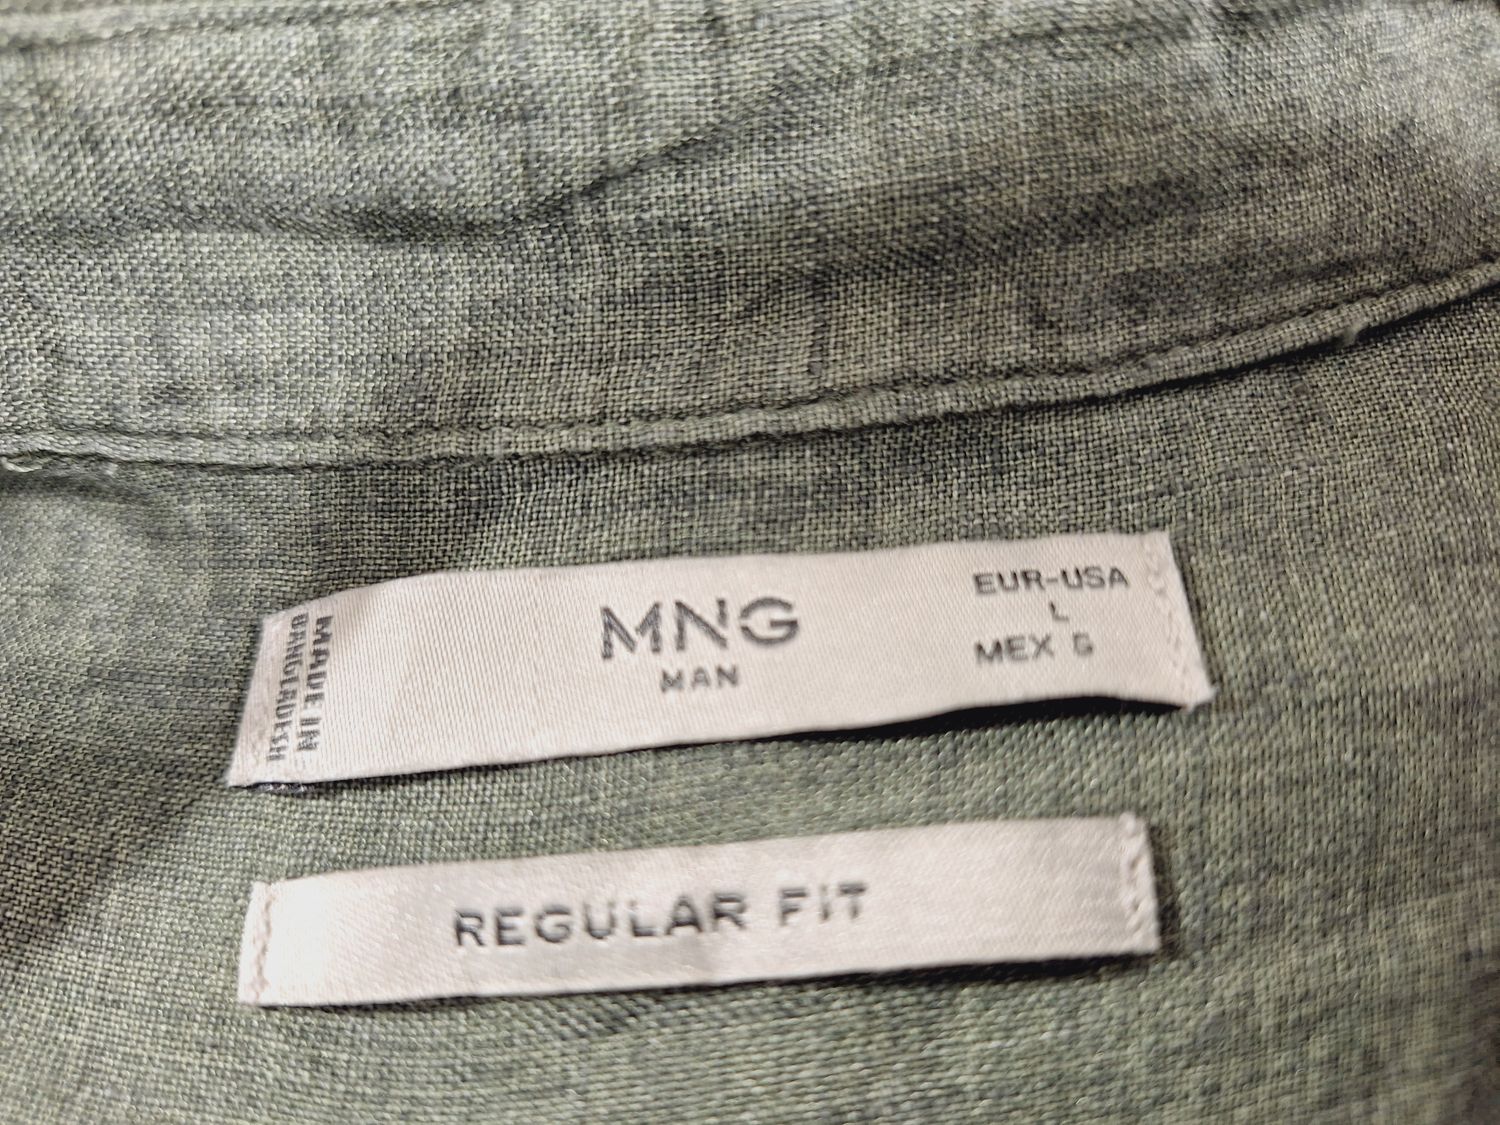 MADE IN
BANGLADESH
MNG
MAN
EUR-USA
L
MEX G
REGULAR FIT